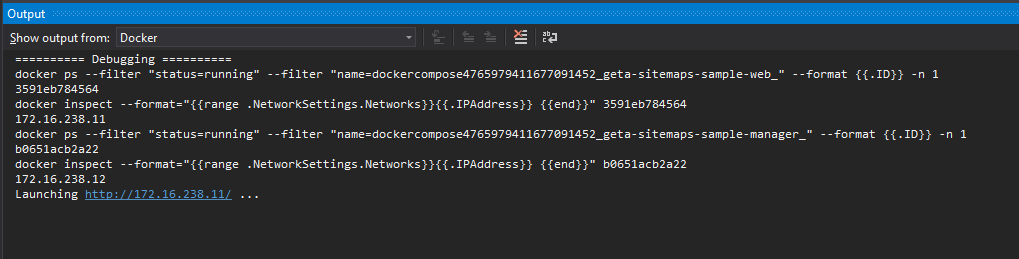 Output
Show output from: Docker
========== Debugging ==========
docker ps --filter "status=running" --filter "name=dockercompose4765979411677091452_geta-sitemaps-sample-web_" --format {{.ID}} -n 1
3591eb784564
docker inspect --format="{{range .NetworkSettings.Networks}}{{.IPAddress}} {{end}}" 3591eb784564
172.16.238.11
docker ps --filter "status=running" --filter "name=dockercompose4765979411677091452_geta-sitemaps-sample-manager_" --format {{.ID}} -n 1
b0651acb2a22
docker inspect --format="{{range .NetworkSettings.Networks}}{{.IPAddress}} {{end}}" b0651acb2a22
172.16.238.12
Launching http://172.16.238.11/ ...